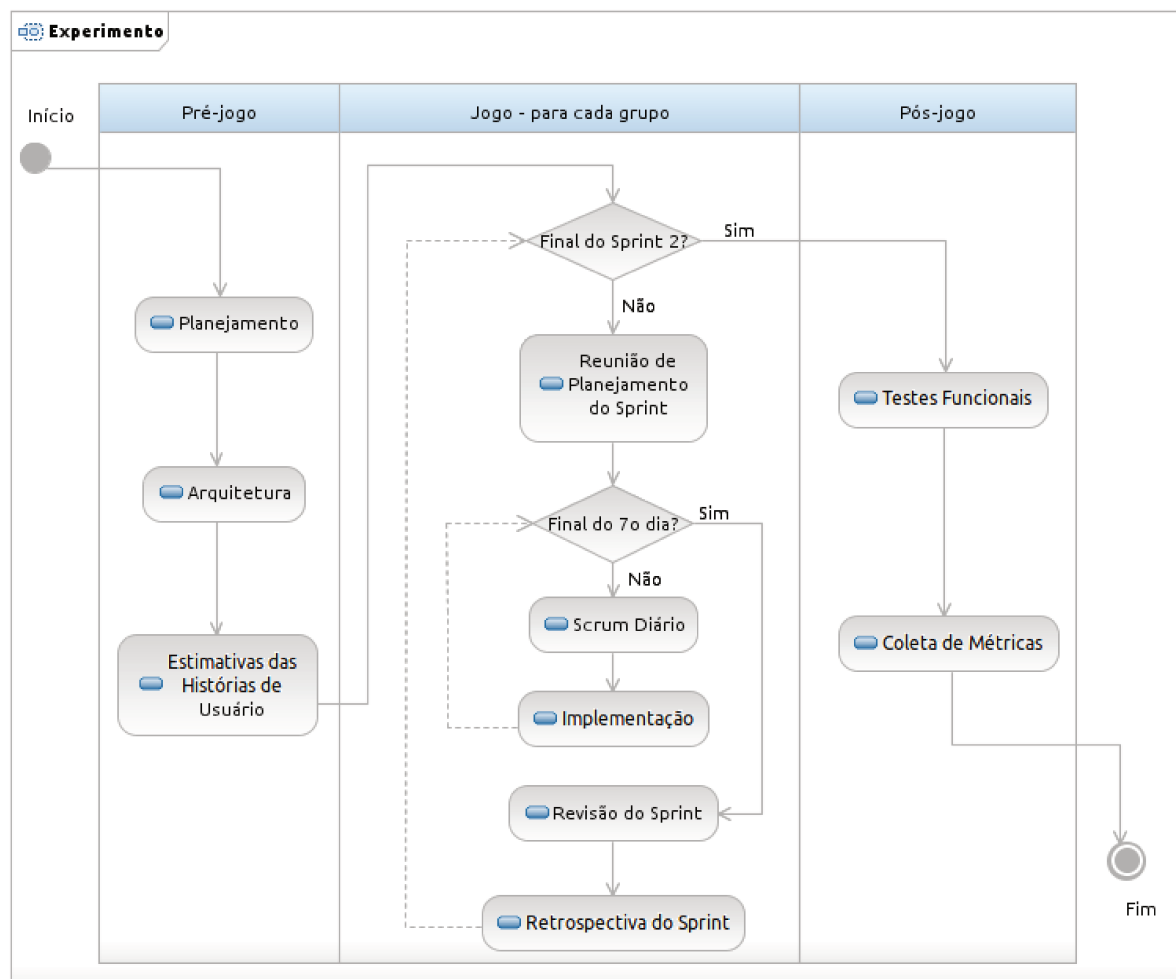 Experimento
Início
Pré-jogo
Jogo - para cada grupo
Pós-jogo
Planejamento
Arquitetura
Estimativas das
Histórias de
Usuário
Final do Sprint 2?
Sim
Não
Reunião de
Planejamento
do Sprint
Final do 7o dia?
Sim
Não
Scrum Diário
Implementação
Revisão do Sprint
Retrospectiva do Sprint
Testes Funcionais
Coleta de Métricas
Fim